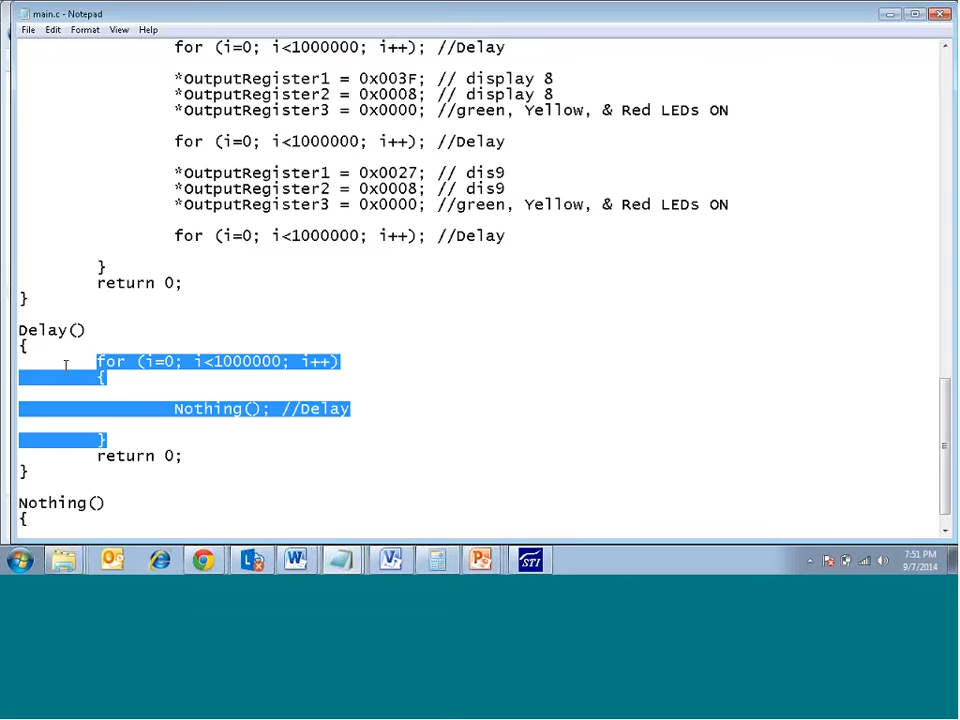 main.c - Notepad
File Edit Format View Help
for (i=0; i<1000000; i++); //Delay
*OutputRegister1 = 0x003F; // display 8
*OutputRegister2 = 0x0008; // display 8
*OutputRegister3 = 0x0000; //green, Yellow, & Red LEDs ON
for (i=0; i<1000000; i++); //Delay
*OutputRegister1 = 0x0027; // dis9
*OutputRegister2 = 0x0008; // dis9
*OutputRegister3 = 0x0000; //green, Yellow, & Red LEDs ON
for (i=0; i<1000000; i++); //Delay
}
return 0;
}
Delay()
{
for (i=0; i<1000000; i++)
{
Nothing(); //Delay
}
return 0;
}
Nothing()
{
STI
7:51 PM
9/7/2014